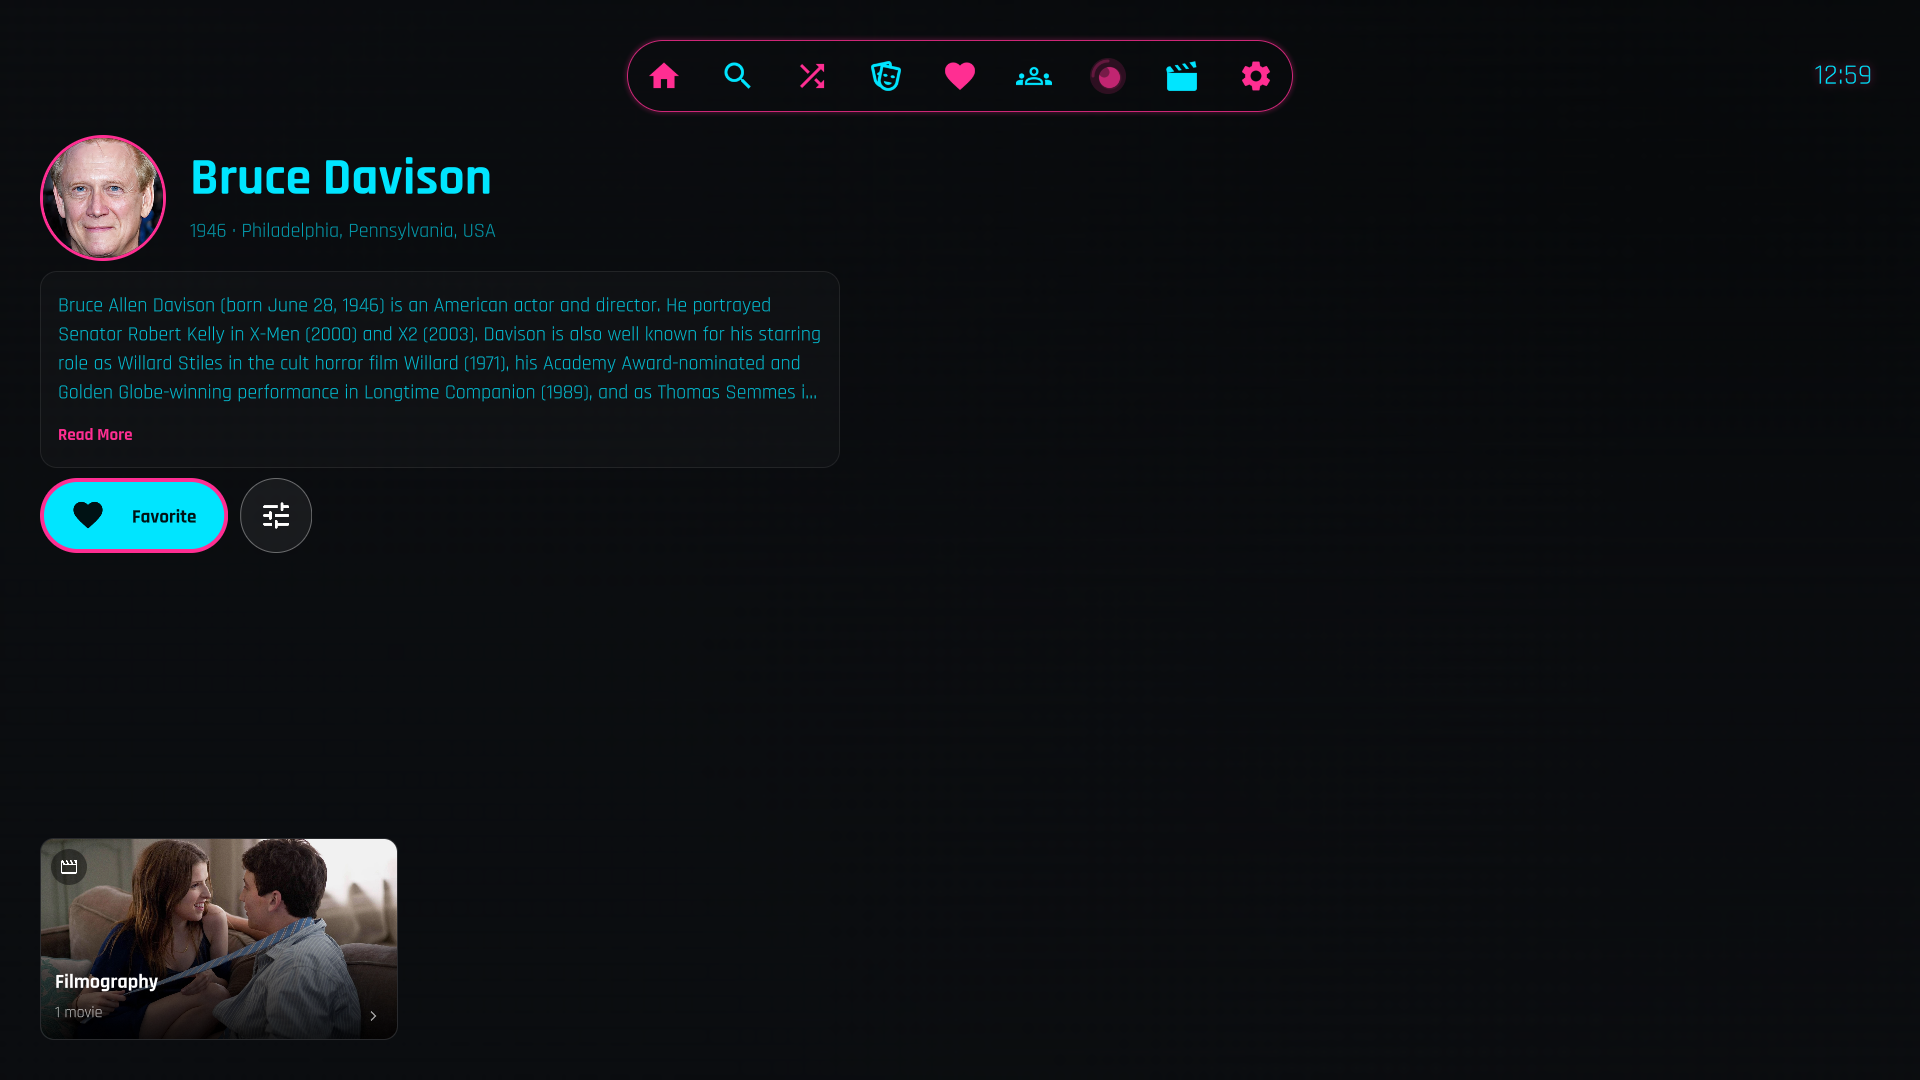 12:59
Bruce Davison
1946 · Philadelphia, Pennsylvania, USA
Bruce Allen Davison (born June 28, 1946) is an American actor and director. He portrayed
Senator Robert Kelly in X-Men (2000) and X2 (2003). Davison is also well known for his starring
role as Willard Stiles in the cult horror film Willard (1971), his Academy Award-nominated and
Golden Globe-winning performance in Longtime Companion (1989), and as Thomas Semmes i...
Read More
Favorite
Filmography
1 movie